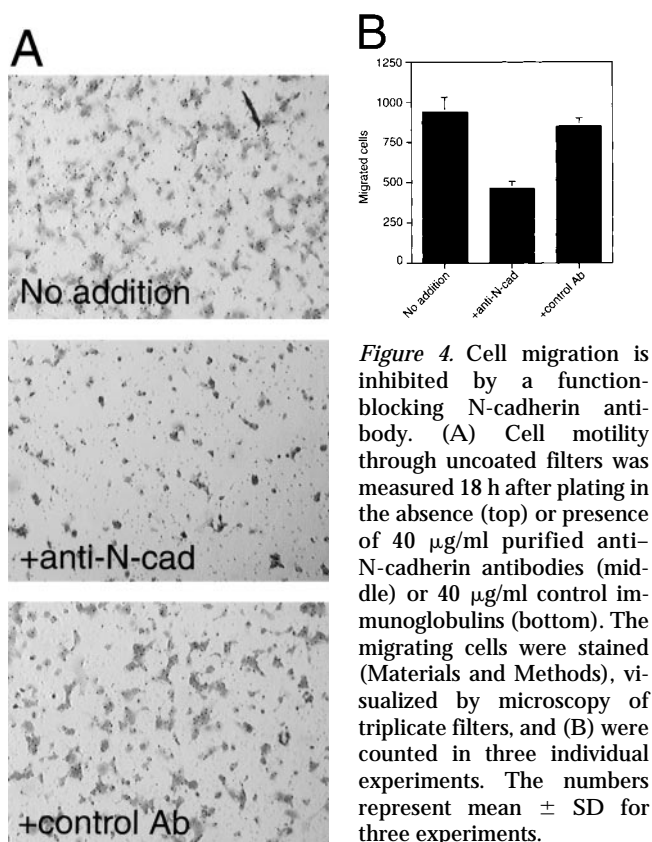 A
No addition
+anti-N-cad
+control Ab
B
1250
1000
750
500
250
0
Migrated cells
No addition
+anti-N-cad
+control Ab
Figure 4. Cell migration is
inhibited by a function-
blocking N-cadherin anti-
body. (A) Cell motility
through uncoated filters was
measured 18 h after plating in
the absence (top) or presence
of 40 μg/ml purified anti–
N-cadherin antibodies (mid-
dle) or 40 μg/ml control im-
munoglobulins (bottom). The
migrating cells were stained
(Materials and Methods), vi-
sualized by microscopy of
triplicate filters, and (B) were
counted in three individual
experiments. The numbers
represent mean ± SD for
three experiments.